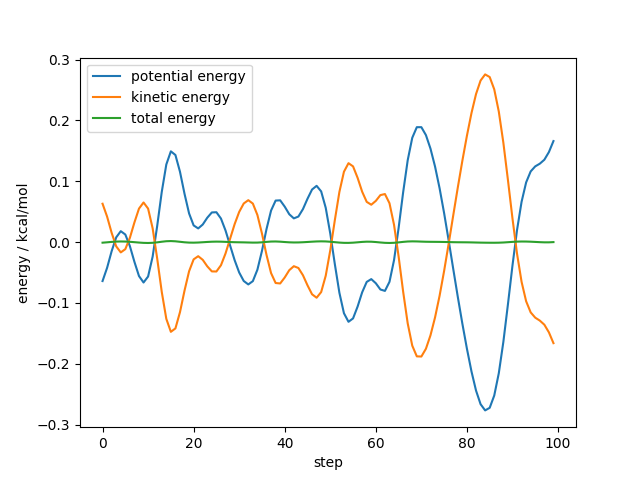 potential energy
kinetic energy
total energy
0.3
0.2
0.1
0.0
−0.1
−0.2
−0.3
energy / kcal/mol
0 20 40 60 80 100
step